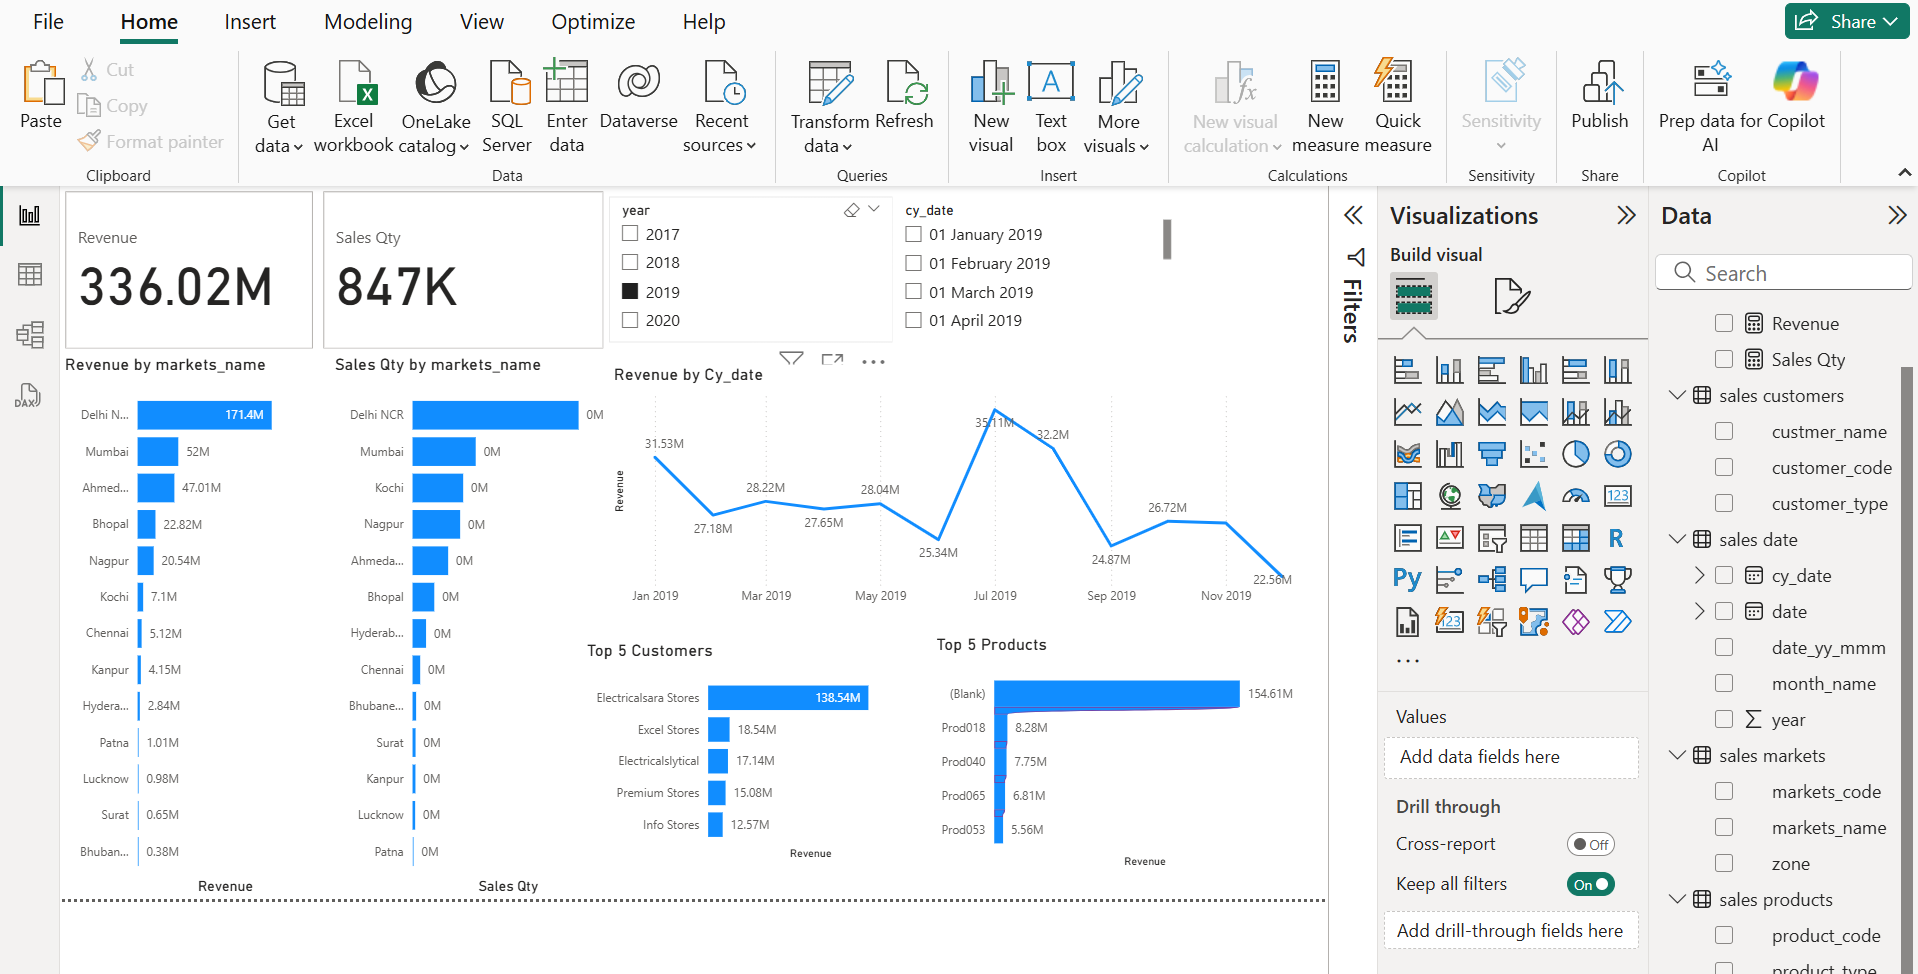 File
Home
Insert
Modeling
View
Optimize
Help
Share
Paste
Cut
Copy
Format painter
Clipboard
Get data
Excel workbook
OneLake catalog
SQL Server
Enter data
Dataverse
Recent sources
Data
Transform data
Refresh
Queries
New visual
Text box
More visuals
Insert
New visual calculation
New measure
Quick measure
Calculations
Sensitivity
Sensitivity
Publish
Share
Prep data for AI
Copilot
Copilot
DAX
Revenue
336.02M
Sales Qty
847K
year
2017
2018
2019
2020
cy_date
01 January 2019
01 February 2019
01 March 2019
01 April 2019
Revenue by markets_name
Delhi N... 171.4M
Mumbai 52M
Ahmed... 47.01M
Bhopal 22.82M
Nagpur 20.54M
Kochi 7.1M
Chennai 5.12M
Kanpur 4.15M
Hydera... 2.84M
Patna 1.01M
Lucknow 0.98M
Surat 0.65M
Bhuban... 0.38M
Revenue
Sales Qty by markets_name
Delhi NCR 0M
Mumbai 0M
Kochi 0M
Nagpur 0M
Ahmeda... 0M
Bhopal 0M
Hyderab... 0M
Chennai 0M
Bhubane... 0M
Surat 0M
Kanpur 0M
Lucknow 0M
Patna 0M
Sales Qty
Revenue by Cy_date
Revenue
31.53M
27.18M
28.22M
27.65M
28.04M
25.34M
35.11M
32.2M
24.87M
26.72M
22.56M
Jan 2019
Mar 2019
May 2019
Jul 2019
Sep 2019
Nov 2019
Top 5 Customers
Electricalsara Stores 138.54M
Excel Stores 18.54M
Electricalslytical 17.14M
Premium Stores 15.08M
Info Stores 12.57M
Revenue
Top 5 Products
(Blank) 154.61M
Prod018 8.28M
Prod040 7.75M
Prod065 6.81M
Prod053 5.56M
Revenue
Filters
Visualizations
Build visual
123
R
Py
123
...
Values
Add data fields here
Drill through
Cross-report
Off
Keep all filters
On
Add drill-through fields here
Data
Search
Revenue
Sales Qty
sales customers
custmer_name
customer_code
customer_type
sales date
cy_date
date
date_yy_mmm
month_name
year
sales markets
markets_code
markets_name
zone
sales products
product_code
product_type